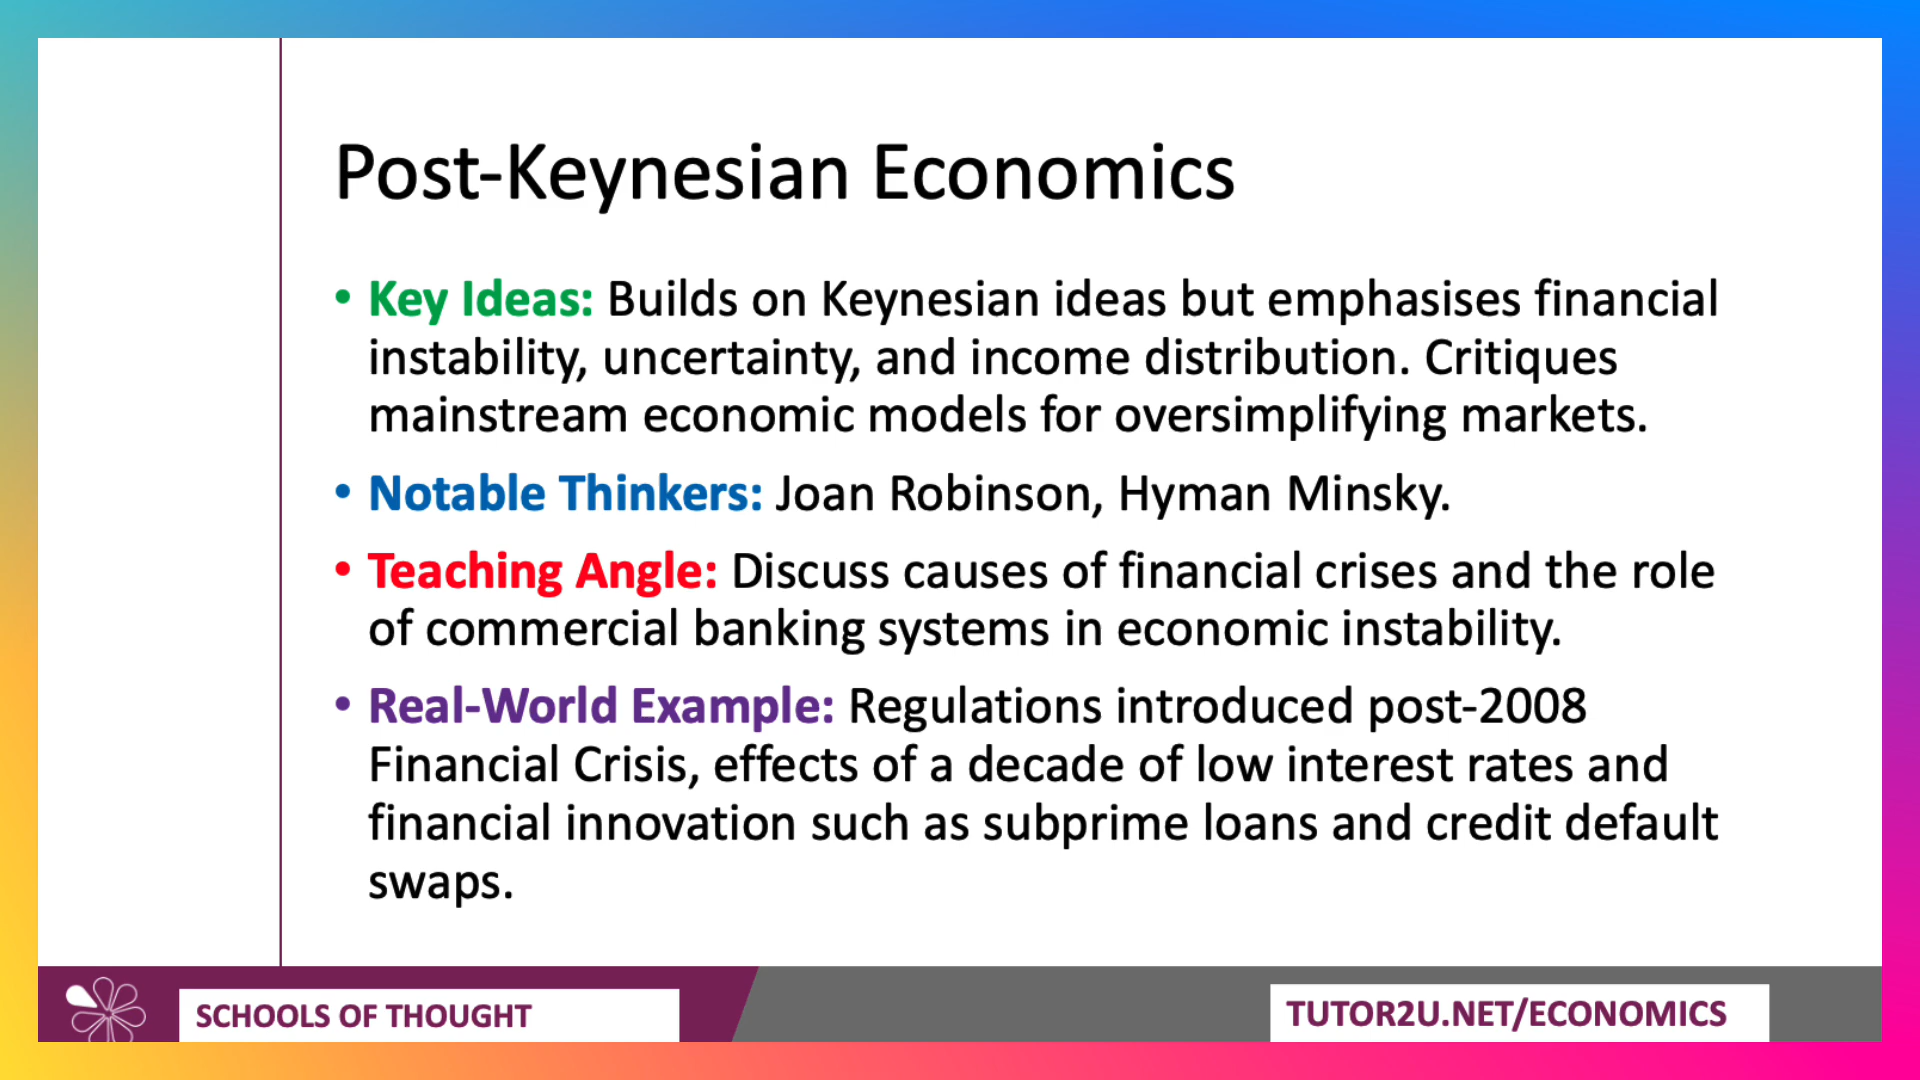 Post-Keynesian Economics
• Key Ideas: Builds on Keynesian ideas but emphasises financial
instability, uncertainty, and income distribution. Critiques
mainstream economic models for oversimplifying markets.
• Notable Thinkers: Joan Robinson, Hyman Minsky.
• Teaching Angle: Discuss causes of financial crises and the role
of commercial banking systems in economic instability.
• Real-World Example: Regulations introduced post-2008
Financial Crisis, effects of a decade of low interest rates and
financial innovation such as subprime loans and credit default
swaps.
SCHOOLS OF THOUGHT
TUTOR2U.NET/ECONOMICS